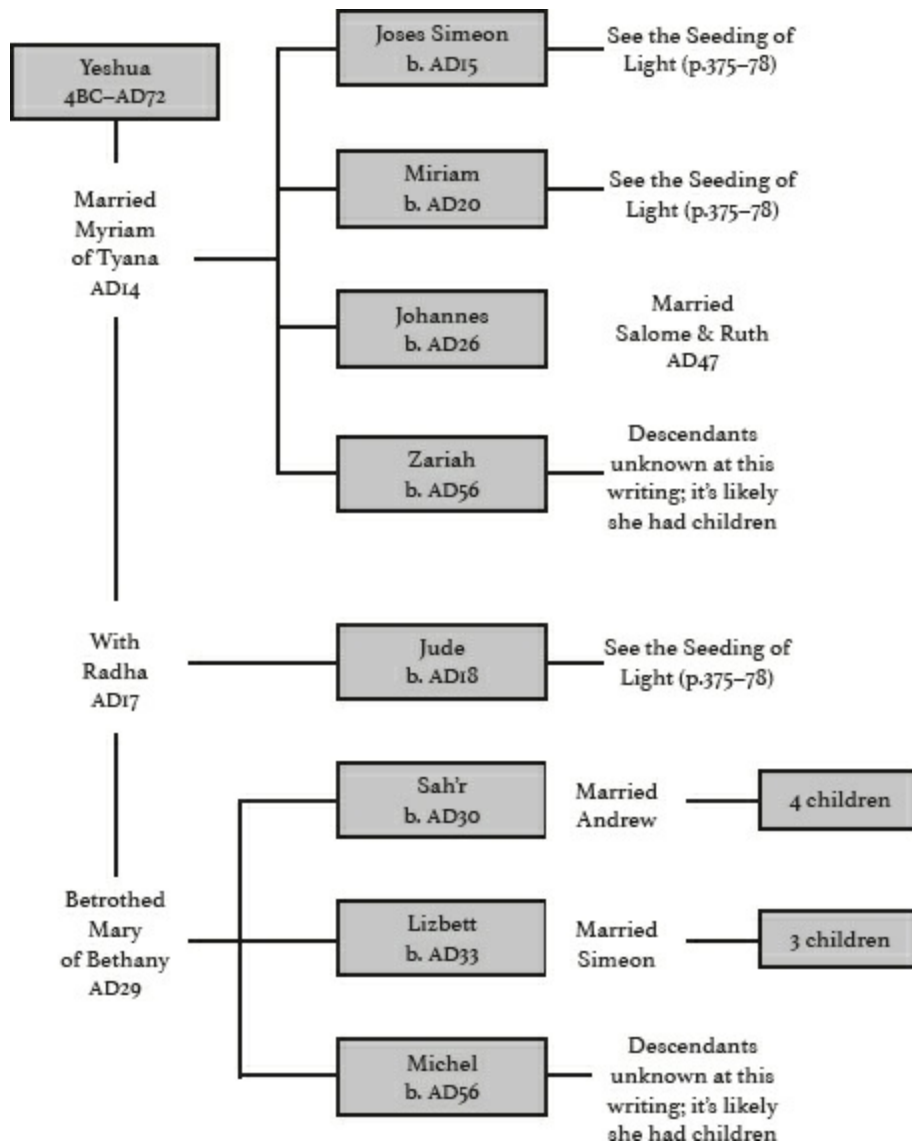 Yeshua
4BC–AD72
Married
Myriam
of Tyana
AD14
Joses Simeon
b. AD15
See the Seeding of
Light (p.375–78)
Miriam
b. AD20
See the Seeding of
Light (p.375–78)
Johannes
b. AD26
Married
Salome & Ruth
AD47
Zariah
b. AD56
Descendants
unknown at this
writing; it's likely
she had children
With
Radha
AD17
Jude
b. AD18
See the Seeding of
Light (p.375–78)
Betrothed
Mary
of Bethany
AD29
Sah'r
b. AD30
Married
Andrew
4 children
Lizbett
b. AD33
Married
Simeon
3 children
Michel
b. AD56
Descendants
unknown at this
writing; it's likely
she had children